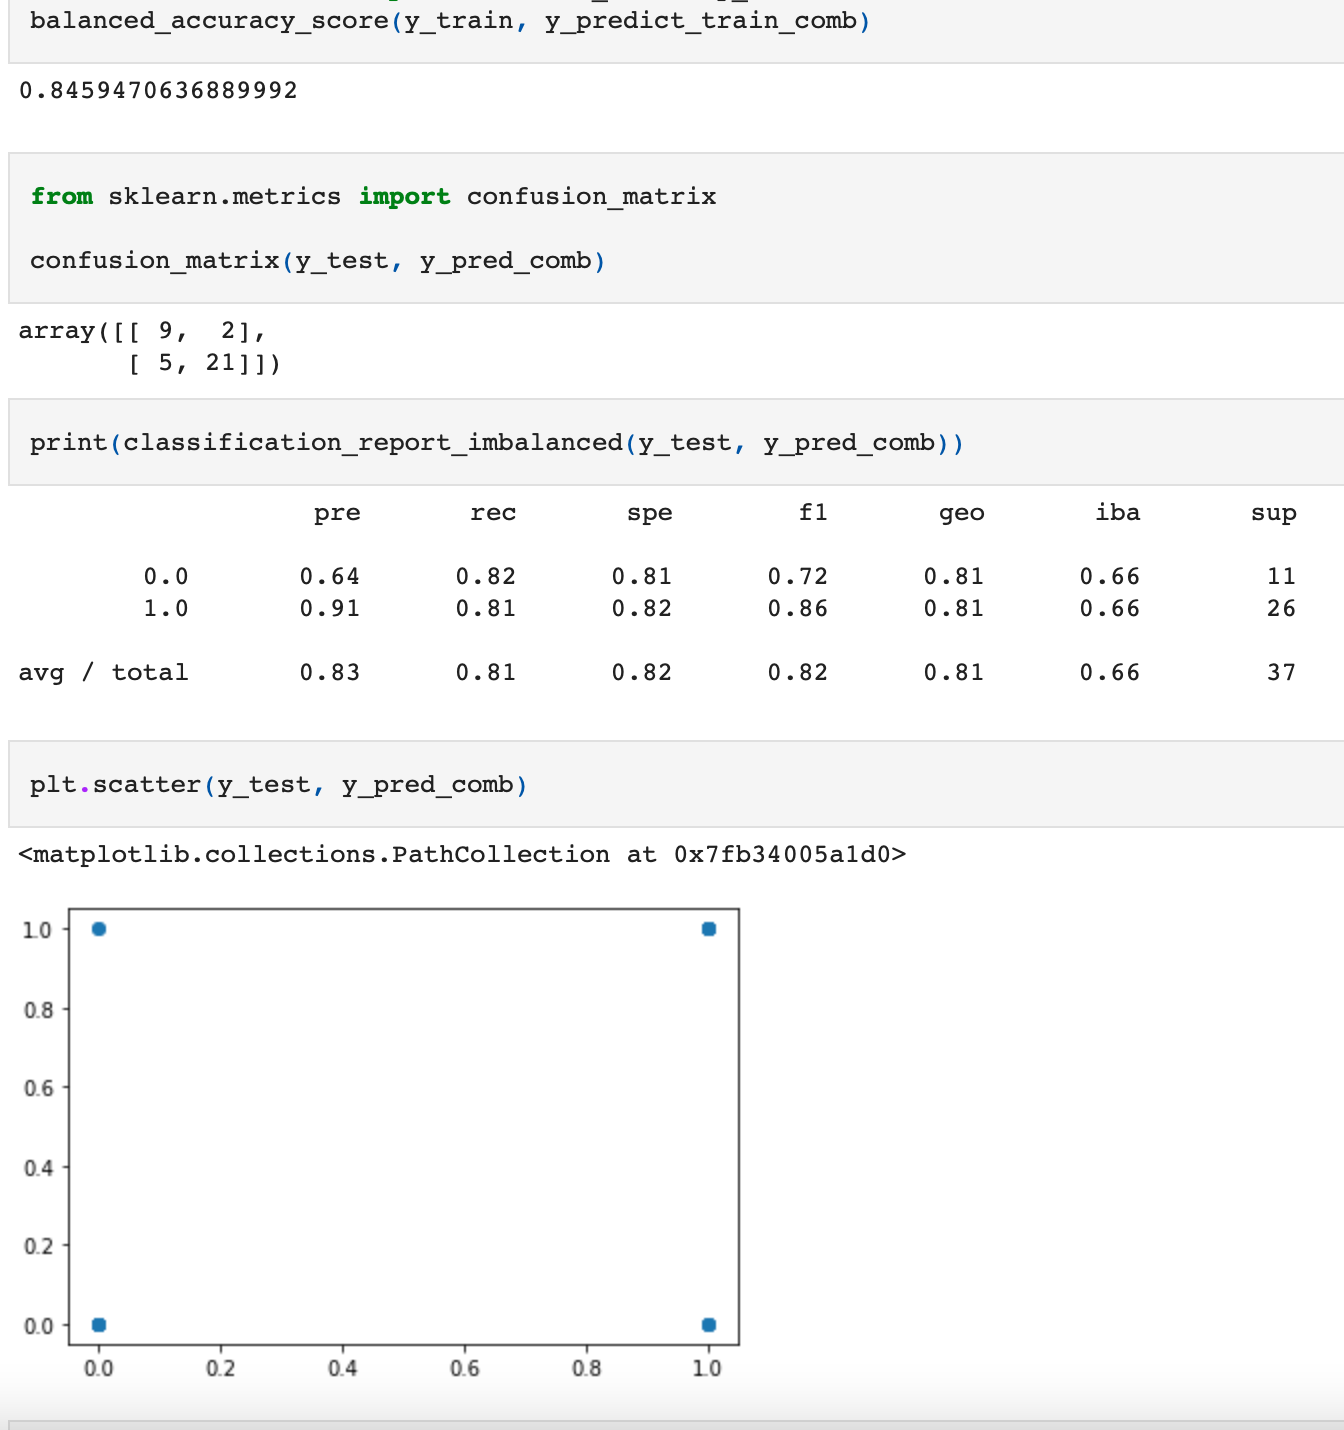 balanced_accuracy_score(y_train, y_predict_train_comb)
0.8459470636889992
from sklearn.metrics import confusion_matrix
confusion_matrix(y_test, y_pred_comb)
array([[ 9,  2],
       [ 5, 21]])
print(classification_report_imbalanced(y_test, y_pred_comb))
pre rec spe f1 geo iba sup
0.0 0.64 0.82 0.81 0.72 0.81 0.66 11
1.0 0.91 0.81 0.82 0.86 0.81 0.66 26
avg / total 0.83 0.81 0.82 0.82 0.81 0.66 37
plt.scatter(y_test, y_pred_comb)
<matplotlib.collections.PathCollection at 0x7fb34005a1d0>
1.0
0.8
0.6
0.4
0.2
0.0
0.0 0.2 0.4 0.6 0.8 1.0